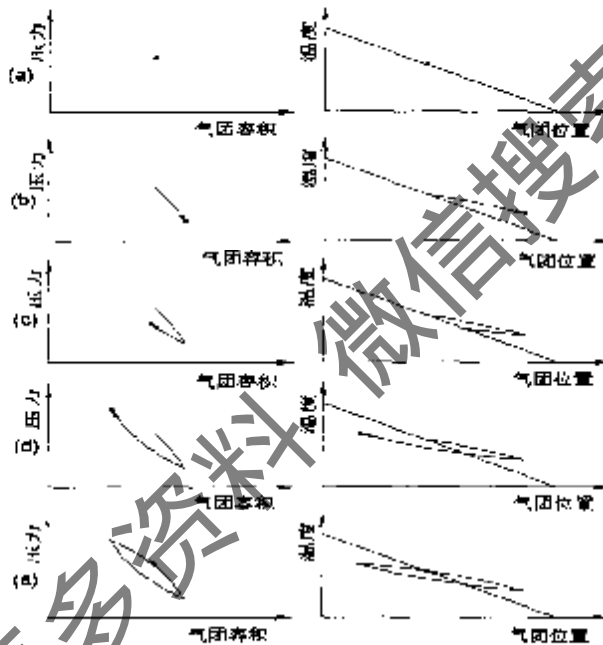 (a) 压力 温度
气团容积 气团位置
(b) 压力 温度
气团容积 气团位置
(c) 压力 温度
气团容积 气团位置
(d) 压力 温度
气团容积 气团位置
(e) 压力 温度
气团容积 气团位置
多资料 微信搜索